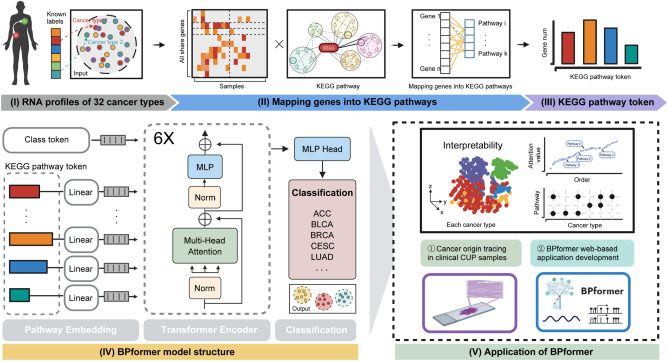 Known
labels
Cancer type 1
Cancer type 2
Input
All share genes
Samples
KEGG
KEGG pathway
Gene 1
Gene n
Pathway i
Pathway k
Mapping genes into KEGG pathways
Gene num
KEGG pathway token
(I) RNA profiles of 32 cancer types
(II) Mapping genes into KEGG pathways
(III) KEGG pathway token
Class token
KEGG pathway token
Linear
Linear
Linear
Linear
Pathway Embedding
6X
MLP
Norm
Multi-Head
Attention
Norm
Transformer Encoder
MLP Head
Classification
ACC
BLCA
BRCA
CESC
LUAD
. . .
Output
Classification
(IV) BPformer model structure
Interpretability
z
y
x
Each cancer type
Attention
value
Order
Pathway
Cancer type
① Cancer origin tracing
in clinical CUP samples
② BPformer web-based
application development
BPformer
(V) Application of BPformer